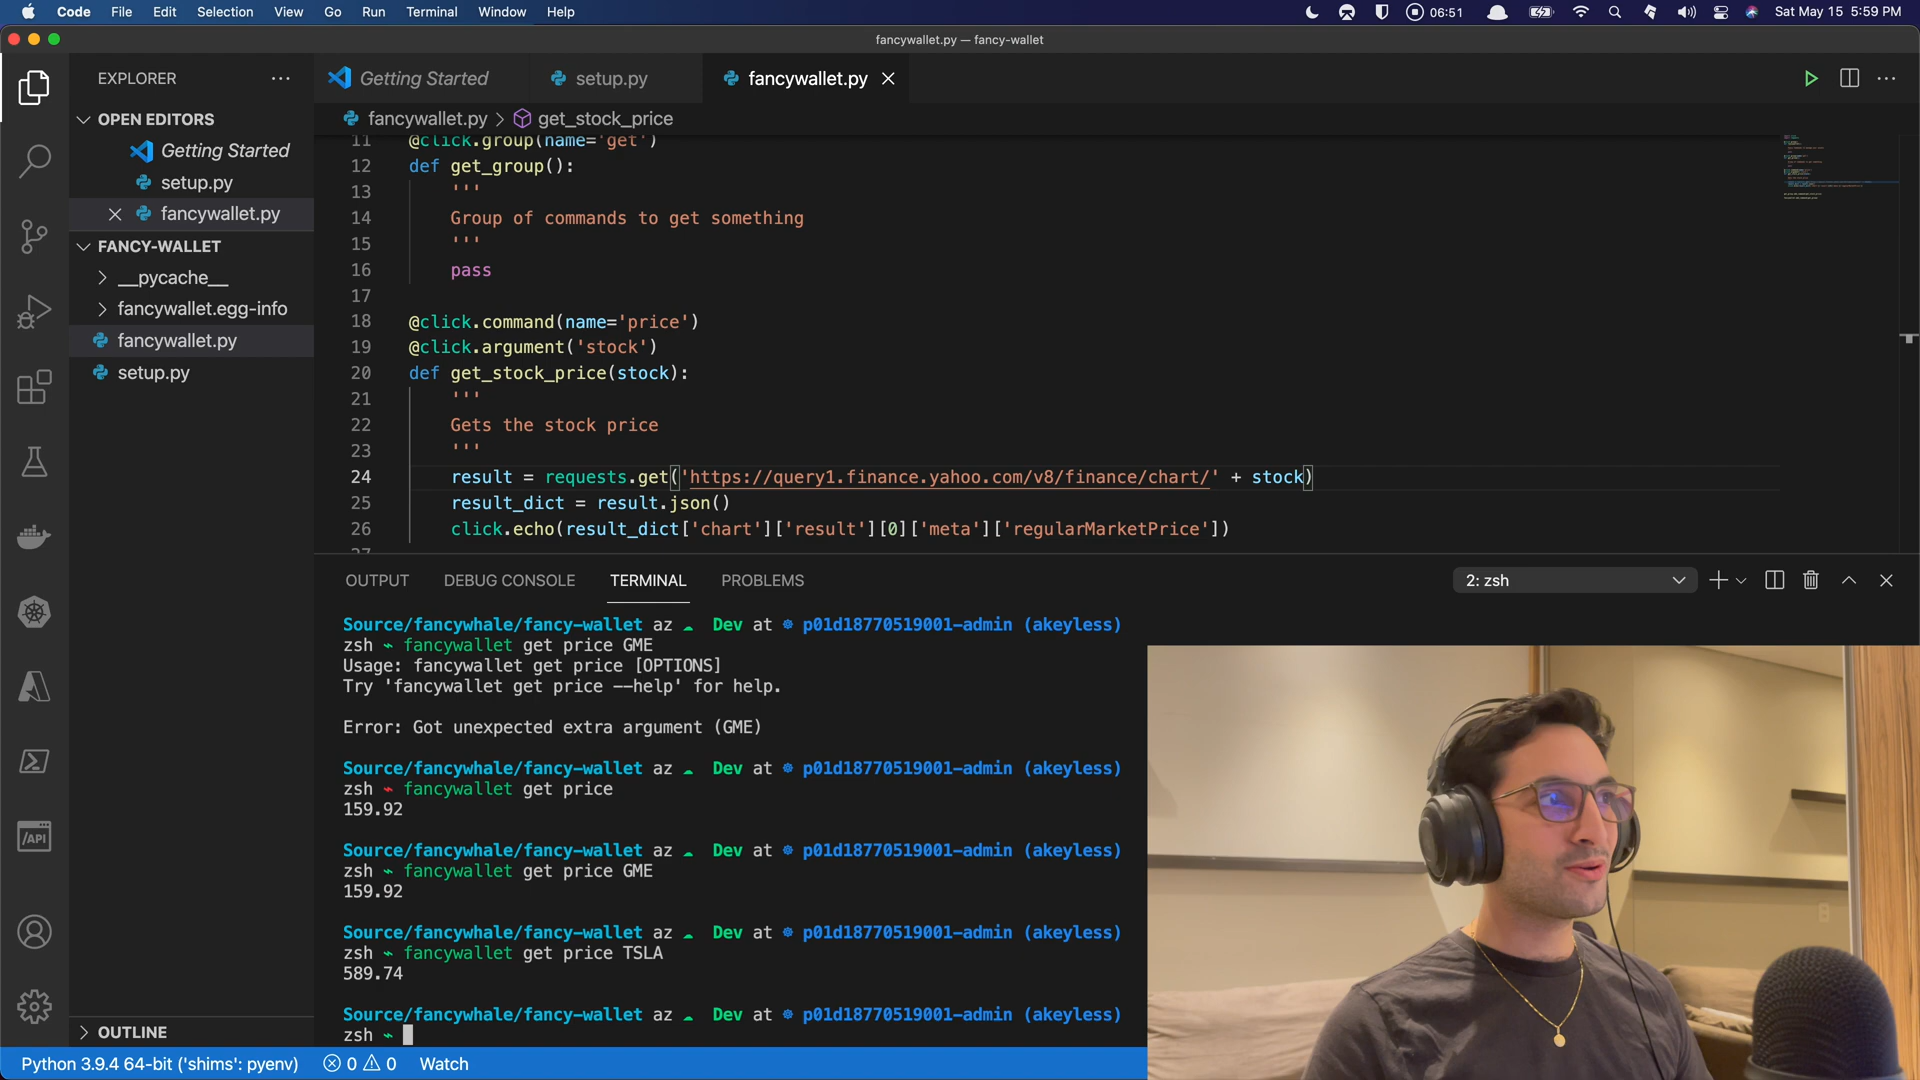 Code File Edit Selection View Go Run Terminal Window Help
06:51
Sat May 15 5:59 PM
fancywallet.py — fancy-wallet
EXPLORER
OPEN EDITORS
Getting Started
setup.py
fancywallet.py
FANCY-WALLET
__pycache__
fancywallet.egg-info
fancywallet.py
setup.py
OUTLINE
Getting Started
setup.py
fancywallet.py
fancywallet.py > get_stock_price
11 @click.group(name='get')
12 def get_group():
13 '''
14 Group of commands to get something
15 '''
16 pass
17
18 @click.command(name='price')
19 @click.argument('stock')
20 def get_stock_price(stock):
21 '''
22 Gets the stock price
23 '''
24 result = requests.get('https://query1.finance.yahoo.com/v8/finance/chart/' + stock)
25 result_dict = result.json()
26 click.echo(result_dict['chart']['result'][0]['meta']['regularMarketPrice'])
27
OUTPUT DEBUG CONSOLE TERMINAL PROBLEMS
2: zsh
Source/fancywhale/fancy-wallet az Dev at p01d18770519001-admin (akeyless)
zsh fancywallet get price GME
Usage: fancywallet get price [OPTIONS]
Try 'fancywallet get price --help' for help.
Error: Got unexpected extra argument (GME)
Source/fancywhale/fancy-wallet az Dev at p01d18770519001-admin (akeyless)
zsh fancywallet get price
159.92
Source/fancywhale/fancy-wallet az Dev at p01d18770519001-admin (akeyless)
zsh fancywallet get price GME
159.92
Source/fancywhale/fancy-wallet az Dev at p01d18770519001-admin (akeyless)
zsh fancywallet get price TSLA
589.74
Source/fancywhale/fancy-wallet az Dev at p01d18770519001-admin (akeyless)
zsh
/API
Python 3.9.4 64-bit ('shims': pyenv) 0 0 Watch